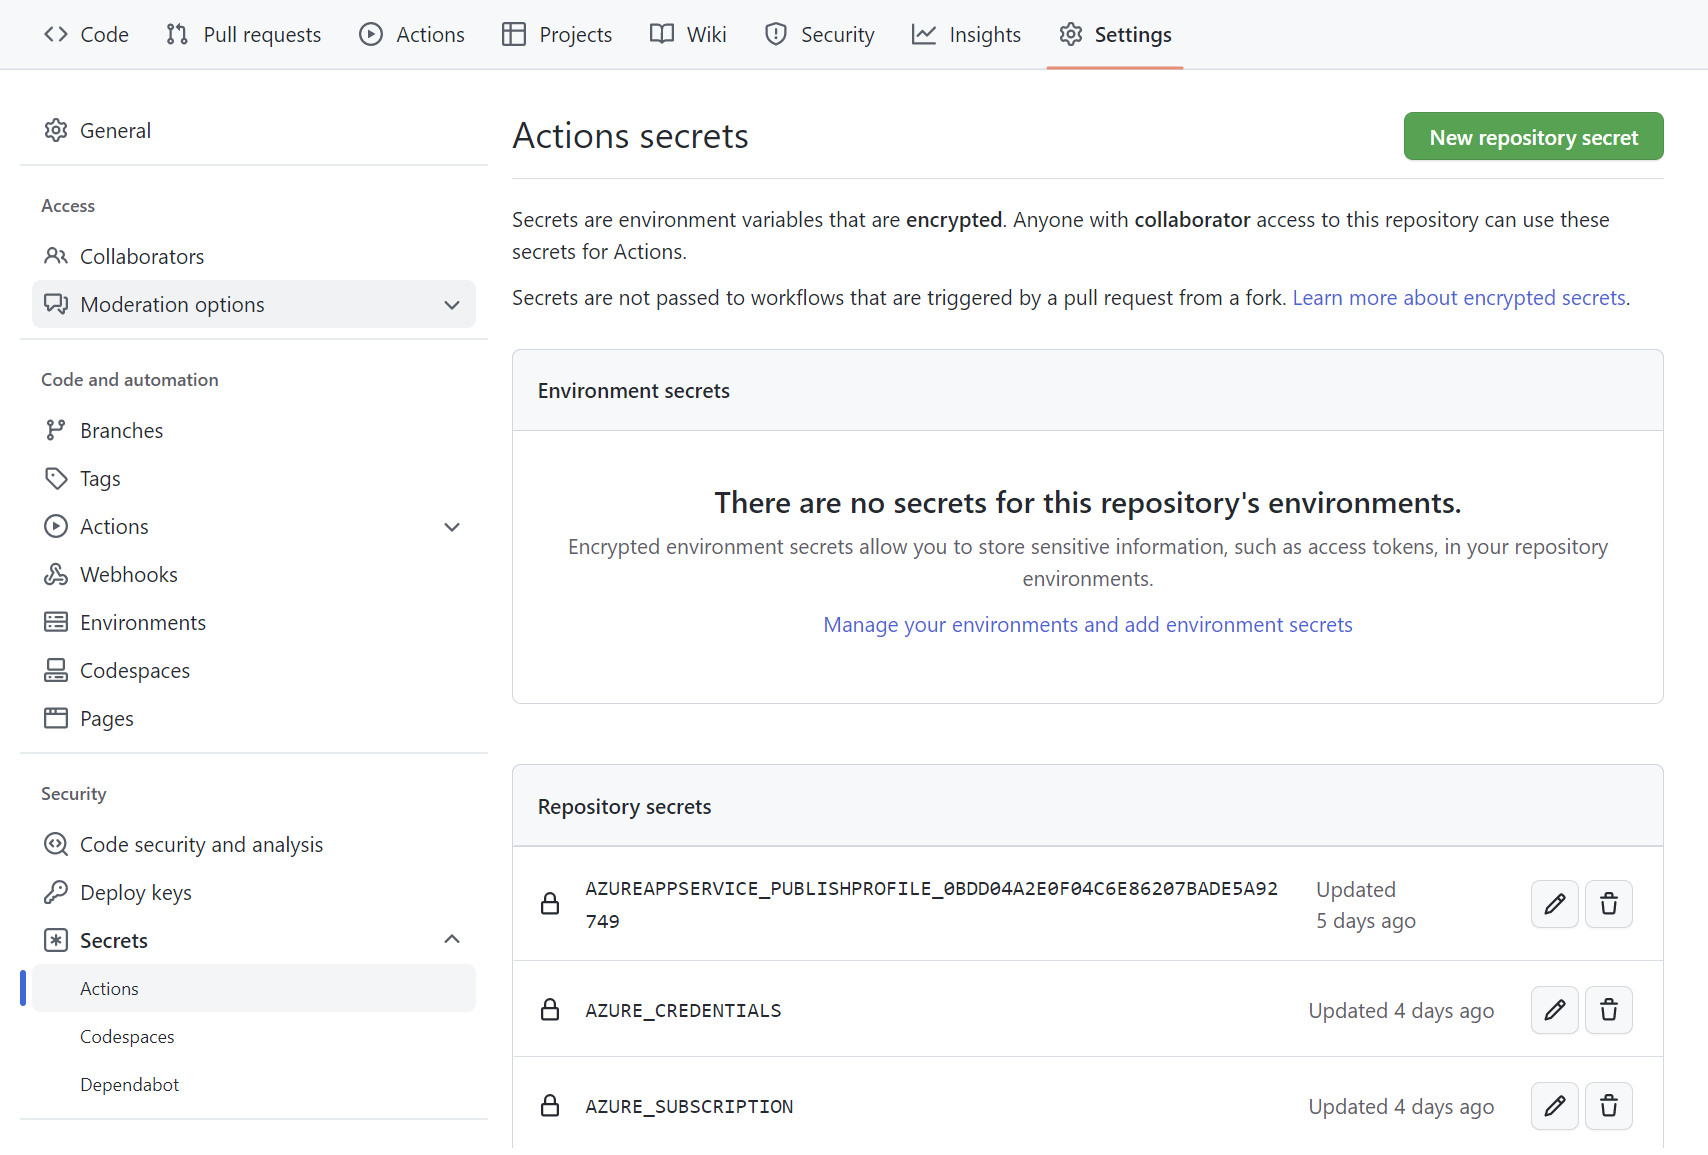 Code
Pull requests
Actions
Projects
Wiki
Security
Insights
Settings
General
Access
Collaborators
Moderation options
Code and automation
Branches
Tags
Actions
Webhooks
Environments
Codespaces
Pages
Security
Code security and analysis
Deploy keys
Secrets
Actions
Codespaces
Dependabot
Actions secrets
New repository secret
Secrets are environment variables that are encrypted. Anyone with collaborator access to this repository can use these
secrets for Actions.
Secrets are not passed to workflows that are triggered by a pull request from a fork. Learn more about encrypted secrets.
Environment secrets
There are no secrets for this repository's environments.
Encrypted environment secrets allow you to store sensitive information, such as access tokens, in your repository
environments.
Manage your environments and add environment secrets
Repository secrets
AZUREAPPSERVICE_PUBLISHPROFILE_0BDD04A2E0F04C6E86207BADE5A92
749
Updated
5 days ago
AZURE_CREDENTIALS
Updated 4 days ago
AZURE_SUBSCRIPTION
Updated 4 days ago